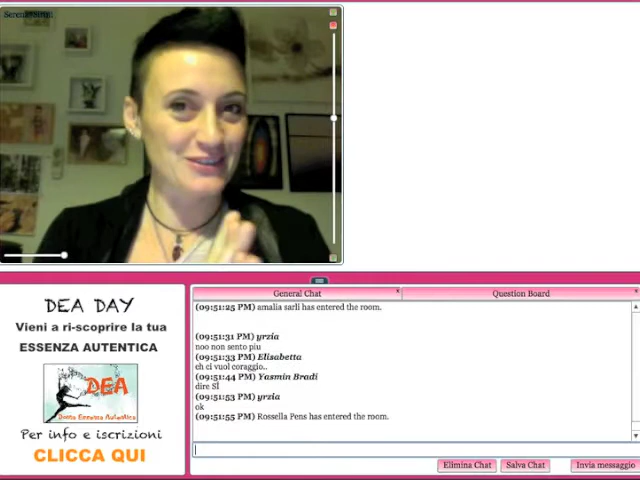 General Chat
Question Board
(09:51:25 PM) amalia sarli has entered the room.
(09:51:31 PM) yrzia
noo non sento piu
(09:51:33 PM) Elisabetta
eh ci vuol coraggio..
(09:51:44 PM) Yasmin Bradi
dire SÌ
(09:51:53 PM) yrzia
ok
(09:51:55 PM) Rossella Pens has entered the room.
Elimina Chat
Salva Chat
Invia messaggio
DEA DAY
Vieni a ri-scoprire la tua
ESSENZA AUTENTICA
DEA
Donna Essenza Autentica
Per info e iscrizioni
CLICCA QUI